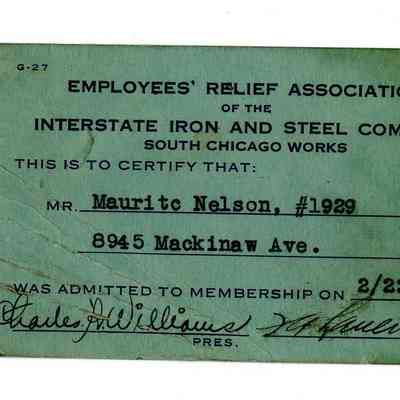 G-27
EMPLOYEES' RELIEF ASSOCIATIO
OF THE
INTERSTATE IRON AND STEEL COM
SOUTH CHICAGO WORKS
THIS IS TO CERTIFY THAT:
MR. Mauritc Nelson, #1929
8945 Mackinaw Ave.
WAS ADMITTED TO MEMBERSHIP ON 2/22
Charles A. Williams
PRES.